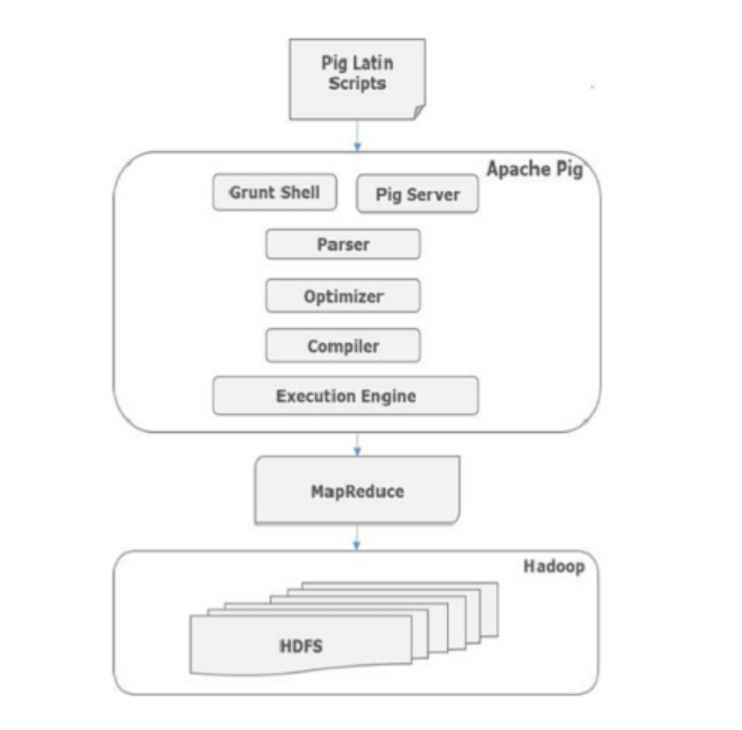 Pig Latin
Scripts
Apache Pig
Grunt Shell
Pig Server
Parser
Optimizer
Compiler
Execution Engine
MapReduce
Hadoop
HDFS